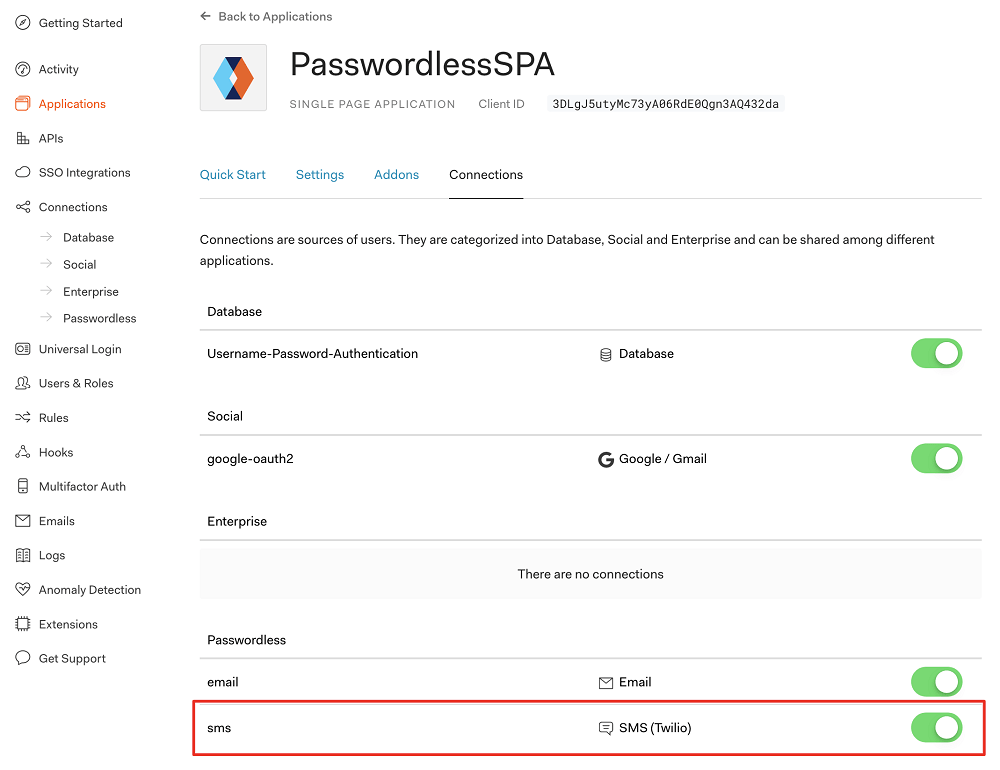 Getting Started
Activity
Applications
APIs
SSO Integrations
Connections
Database
Social
Enterprise
Passwordless
Universal Login
Users & Roles
Rules
Hooks
Multifactor Auth
Emails
Logs
Anomaly Detection
Extensions
Get Support
Back to Applications
PasswordlessSPA
SINGLE PAGE APPLICATION Client ID 3DLgJ5utyMc73yA06RdE0Qgn3AQ432da
Quick Start Settings Addons Connections
Connections are sources of users. They are categorized into Database, Social and Enterprise and can be shared among different
applications.
Database
Username-Password-Authentication Database
Social
google-oauth2 Google / Gmail
Enterprise
There are no connections
Passwordless
email Email
sms SMS (Twilio)